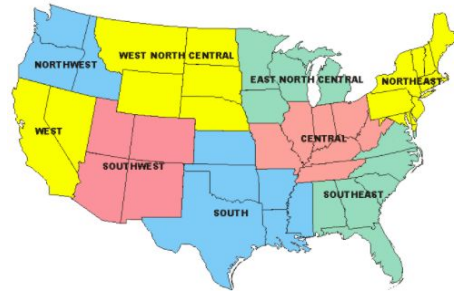 WEST NORTH CENTRAL
NORTHWEST
EAST NORTH CENTRAL
NORTHEAST
WEST
CENTRAL
SOUTHWEST
SOUTHEAST
SOUTH